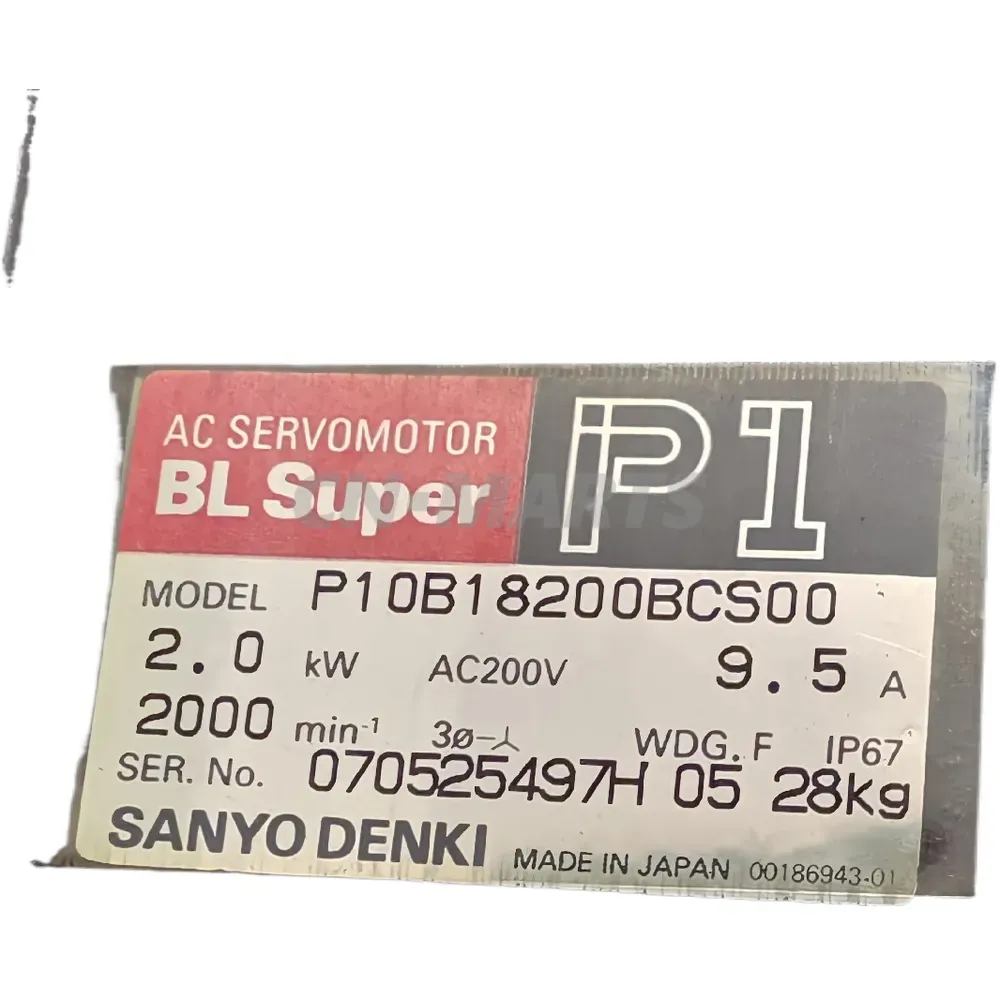 AC SERVOMOTOR
BL Super
P1
MODEL P10B18200BCS00
2.0 kW AC200V 9.5 A
2000 min-1 3ø-⅄ WDG. F IP67
SER. No. 070525497H 05 28kg
SANYO DENKI MADE IN JAPAN 00186943-01